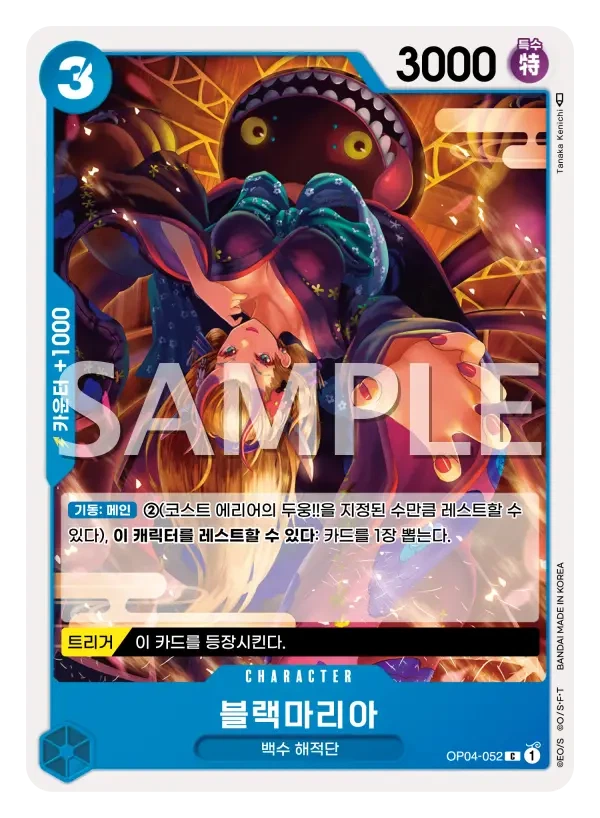 3
3000
특수
特
Tanaka Kenichi
카운터 +1000
SAMPLE
기동: 메인 ②(코스트 에리어의 두웅!!을 지정된 수만큼 레스트할 수
있다), 이 캐릭터를 레스트할 수 있다: 카드를 1장 뽑는다.
트리거 이 카드를 등장시킨다.
CHARACTER
블랙마리아
백수 해적단
OP04-052 C 1
©EO/S ©O/S·F·T BANDAI MADE IN KOREA